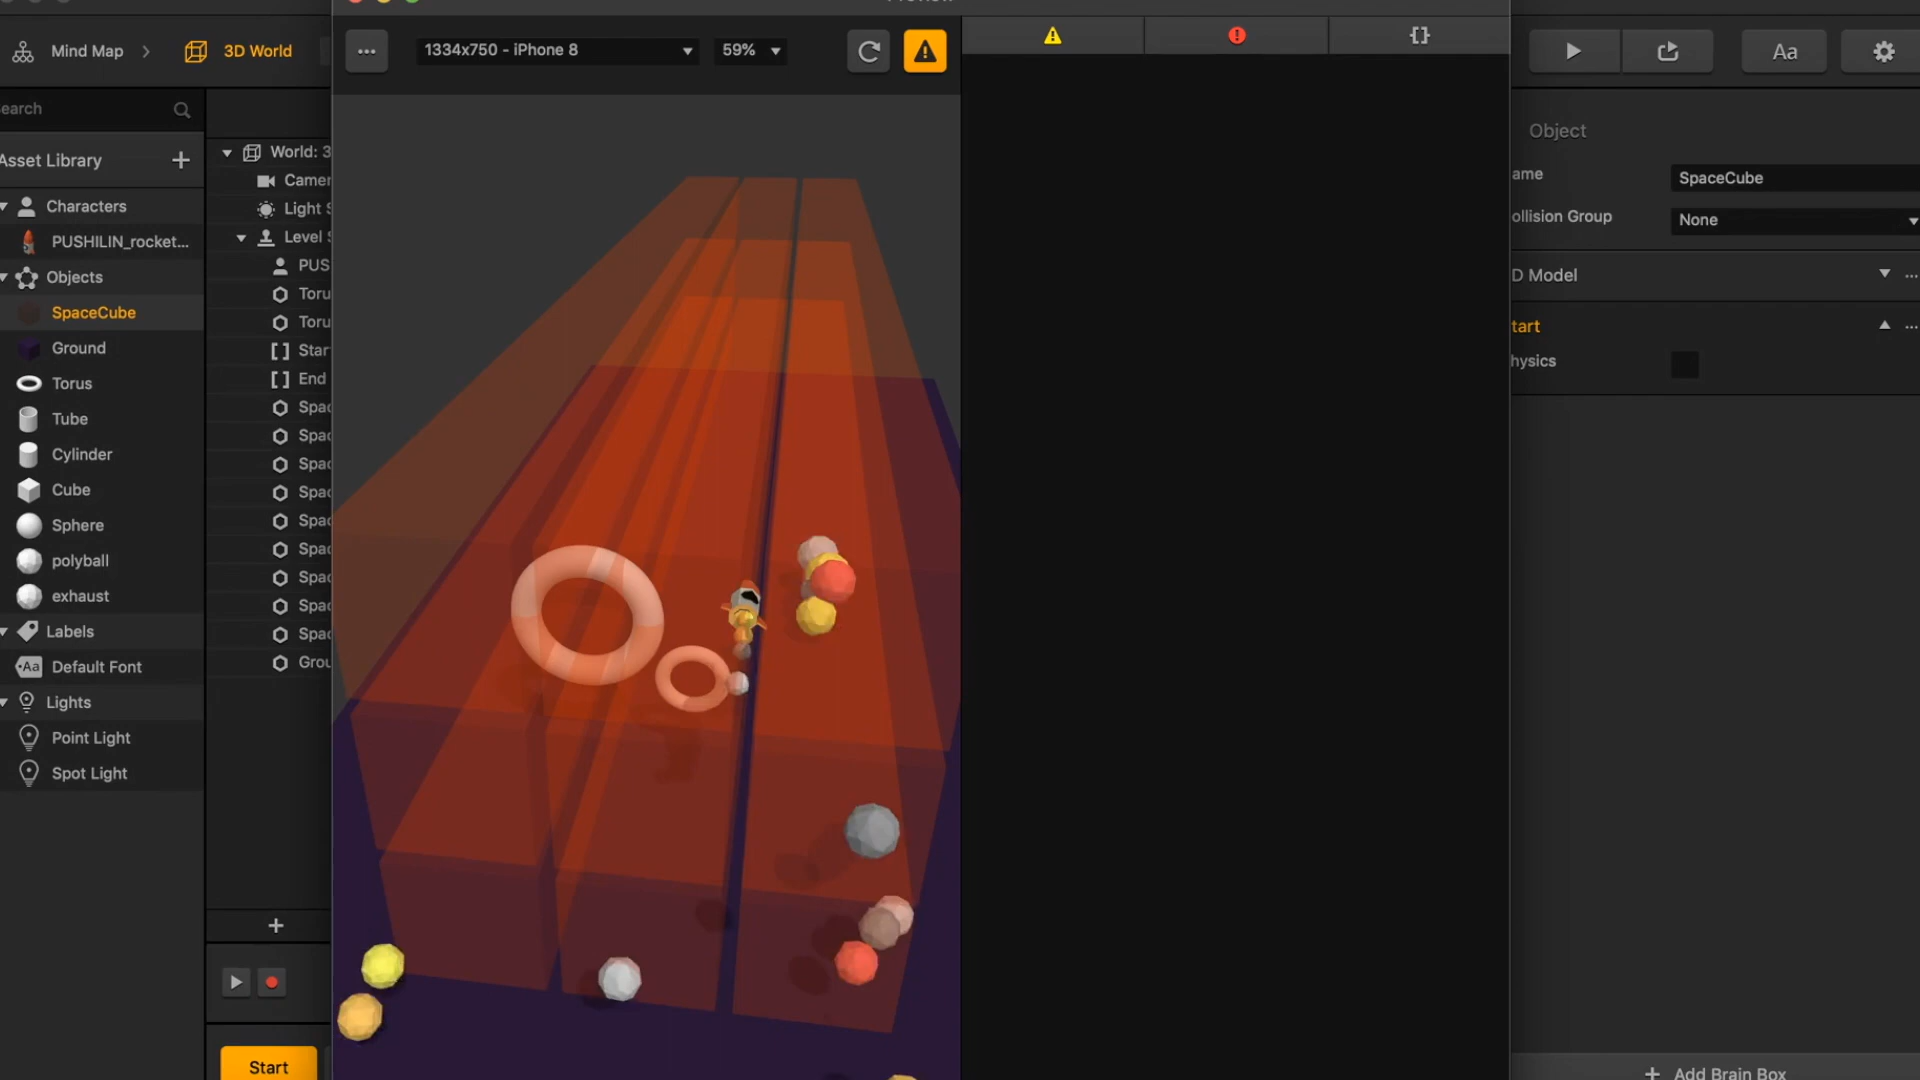 Mind Map
3D World
1334x750 - iPhone 8
59%
Aa
earch
Asset Library
Characters
PUSHILIN_rocket...
Objects
SpaceCube
Ground
Torus
Tube
Cylinder
Cube
Sphere
polyball
exhaust
Labels
Aa Default Font
Lights
Point Light
Spot Light
World: 3
Camer
Light S
Level S
PUS
Toru
Toru
Star
End
Spac
Spac
Spac
Spac
Spac
Spac
Spac
Spac
Spac
Grou
Start
Object
ame
SpaceCube
ollision Group
None
D Model
tart
hysics
Add Brain Box